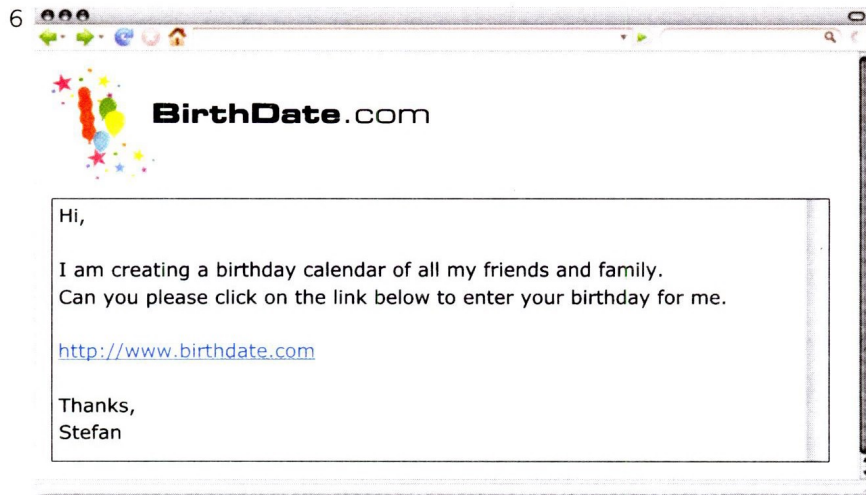 6
BirthDate.com
Hi,
I am creating a birthday calendar of all my friends and family.
Can you please click on the link below to enter your birthday for me.
http://www.birthdate.com
Thanks,
Stefan